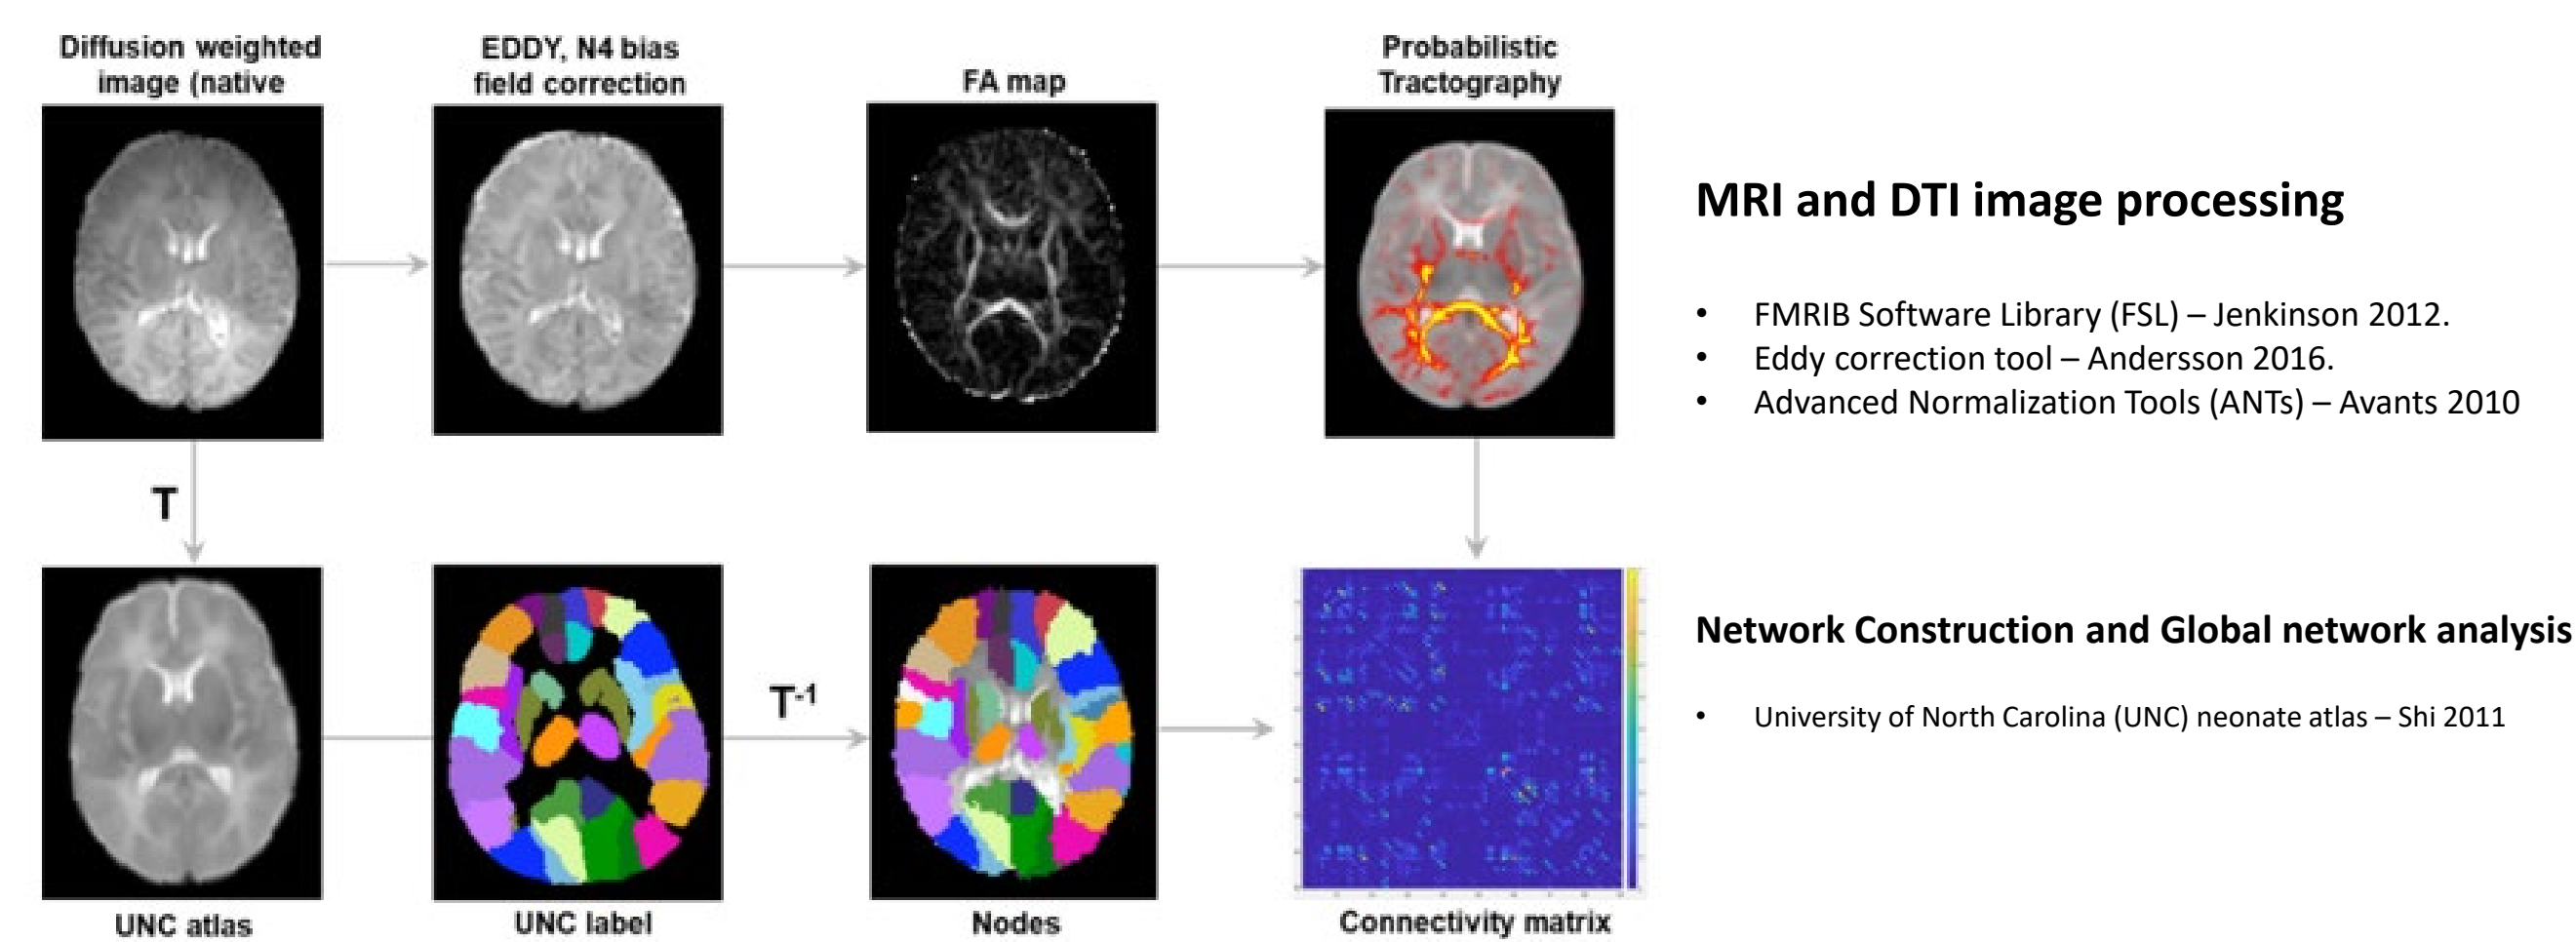 Diffusion weighted
image (native
EDDY, N4 bias
field correction
FA map
Probabilistic
Tractography
MRI and DTI image processing
• FMRIB Software Library (FSL) – Jenkinson 2012.
• Eddy correction tool – Andersson 2016.
• Advanced Normalization Tools (ANTs) – Avants 2010
T
T-1
Network Construction and Global network analysis
• University of North Carolina (UNC) neonate atlas – Shi 2011
UNC atlas
UNC label
Nodes
Connectivity matrix